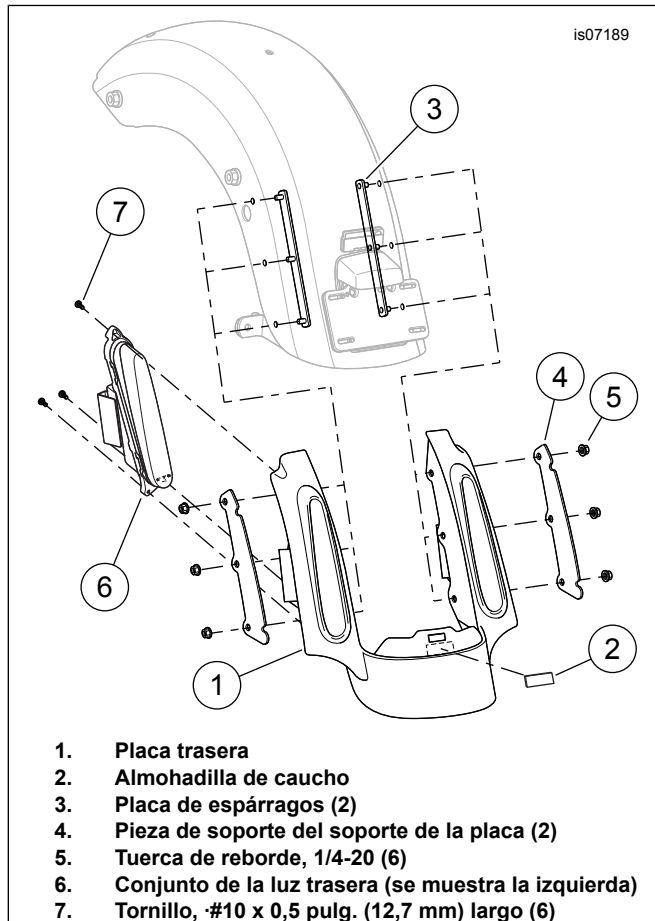 is07189
3
7
4
5
6
1
2
1. Placa trasera
2. Almohadilla de caucho
3. Placa de espárragos (2)
4. Pieza de soporte del soporte de la placa (2)
5. Tuerca de reborde, 1/4-20 (6)
6. Conjunto de la luz trasera (se muestra la izquierda)
7. Tornillo, ·#10 x 0,5 pulg. (12,7 mm) largo (6)